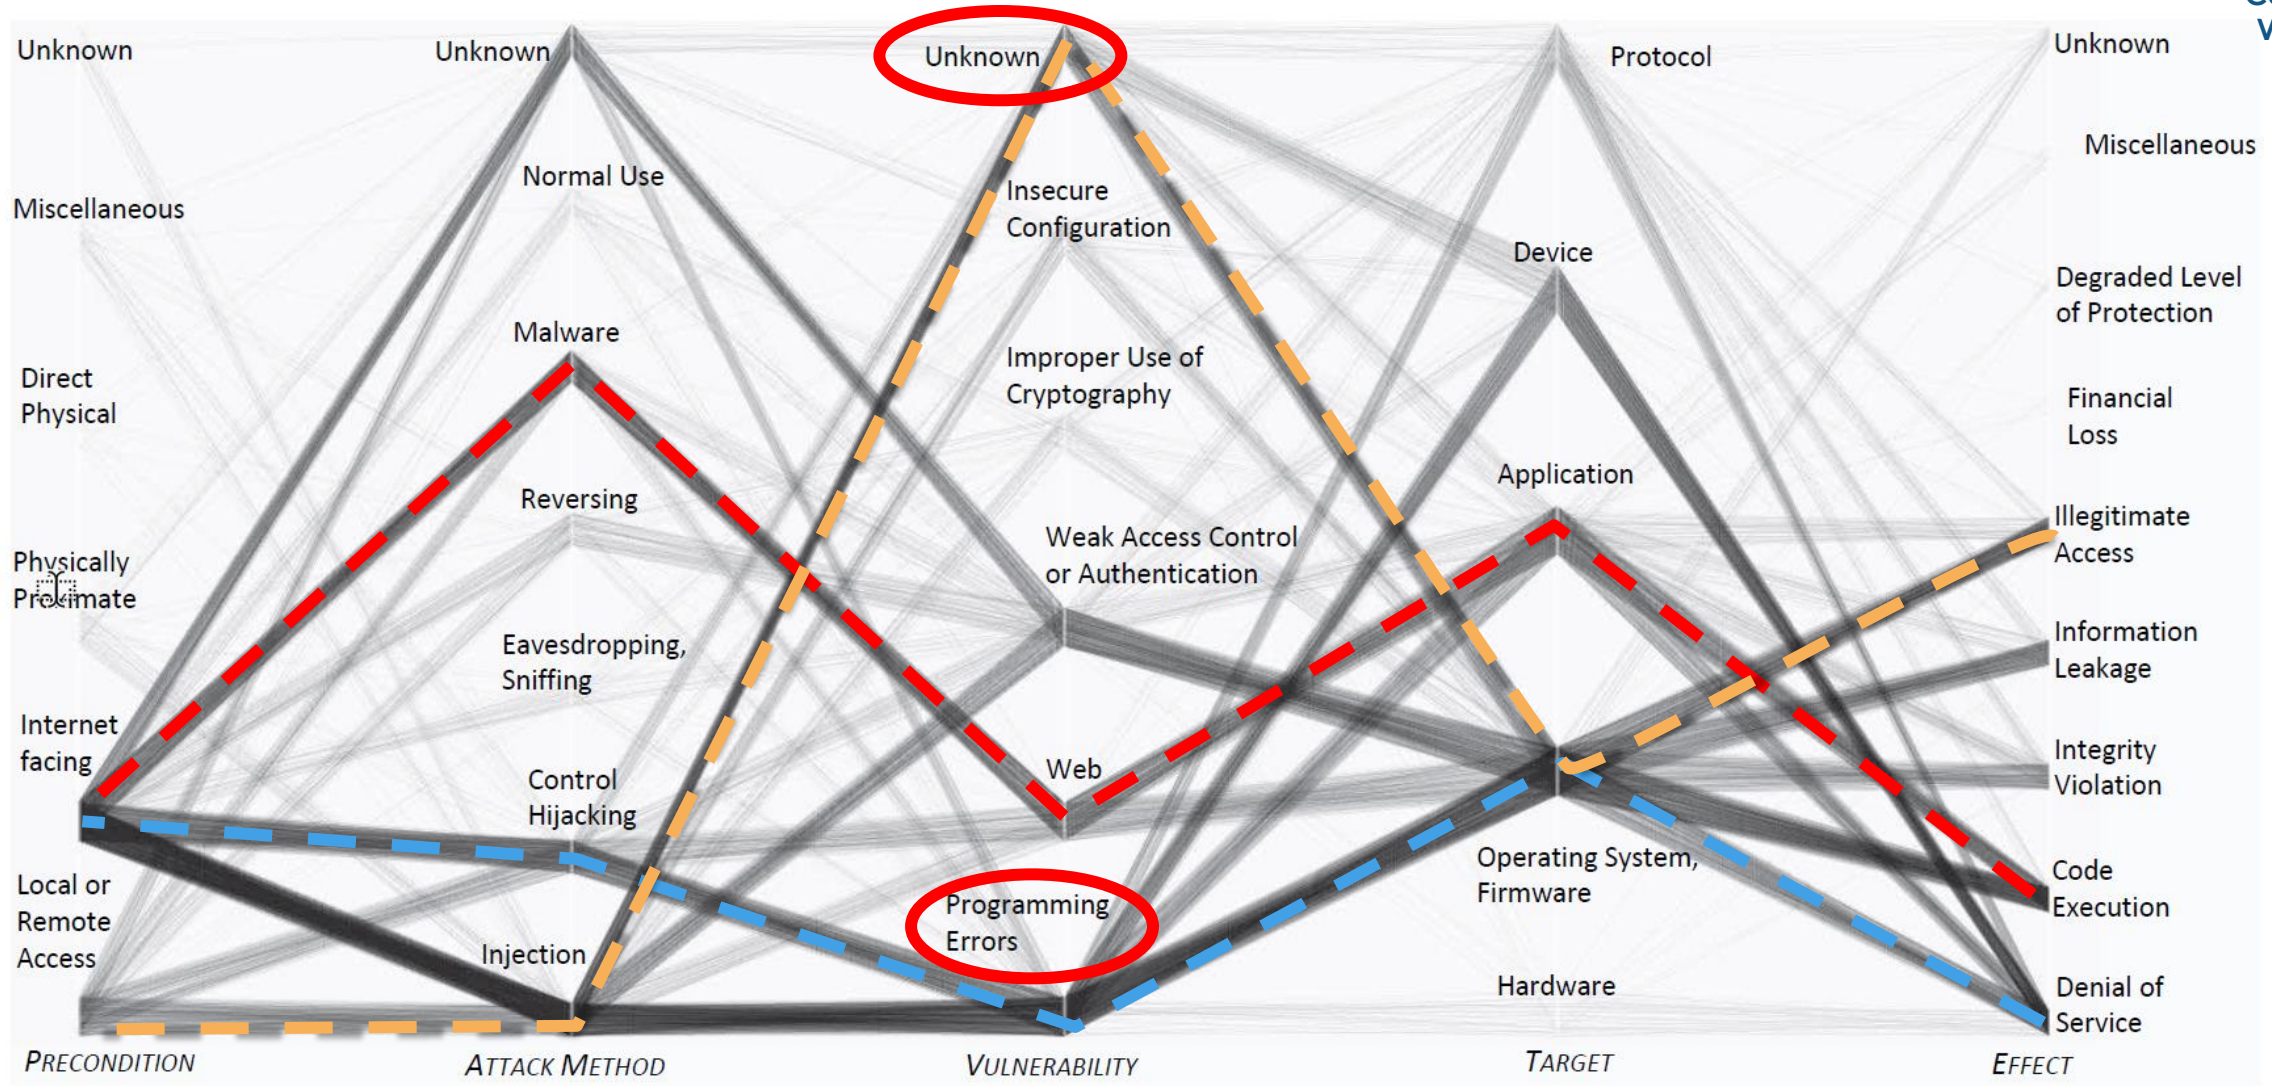 Unknown
Miscellaneous
Direct
Physical
Physically
Proximate
Internet
facing
Local or
Remote
Access
PRECONDITION
Unknown
Normal Use
Malware
Reversing
Eavesdropping,
Sniffing
Control
Hijacking
Injection
ATTACK METHOD
Unknown
Insecure
Configuration
Improper Use of
Cryptography
Weak Access Control
or Authentication
Web
Programming
Errors
VULNERABILITY
Protocol
Device
Application
Operating System,
Firmware
Hardware
TARGET
Unknown
Miscellaneous
Degraded Level
of Protection
Financial
Loss
Illegitimate
Access
Information
Leakage
Integrity
Violation
Code
Execution
Denial of
Service
EFFECT